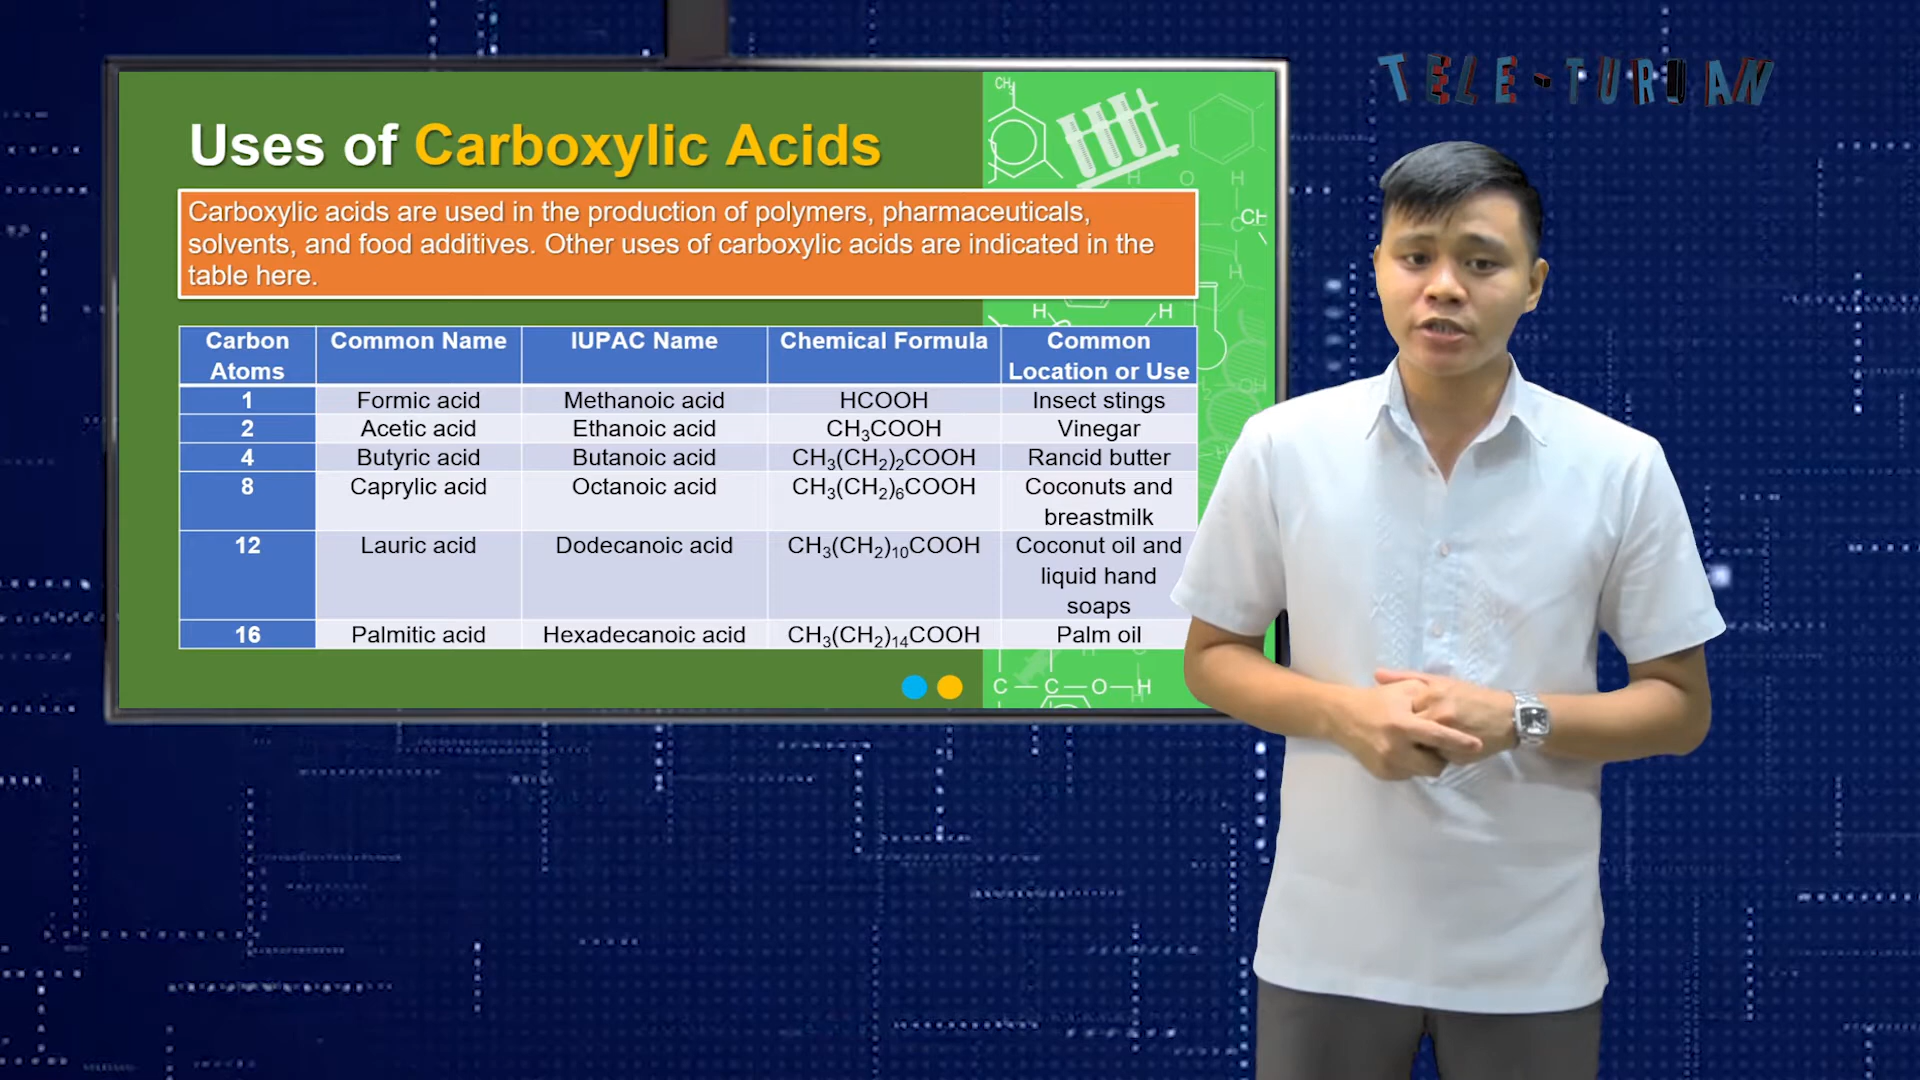 TELE-TURUAN
Uses of Carboxylic Acids
Carboxylic acids are used in the production of polymers, pharmaceuticals,
solvents, and food additives. Other uses of carboxylic acids are indicated in the
table here.
Carbon Atoms Common Name IUPAC Name Chemical Formula Common Location or Use
1 Formic acid Methanoic acid HCOOH Insect stings
2 Acetic acid Ethanoic acid CH₃COOH Vinegar
4 Butyric acid Butanoic acid CH₃(CH₂)₂COOH Rancid butter
8 Caprylic acid Octanoic acid CH₃(CH₂)₆COOH Coconuts and breastmilk
12 Lauric acid Dodecanoic acid CH₃(CH₂)₁₀COOH Coconut oil and liquid hand soaps
16 Palmitic acid Hexadecanoic acid CH₃(CH₂)₁₄COOH Palm oil
CH₃
H O H
C CH
H
H H
OH
C C O H